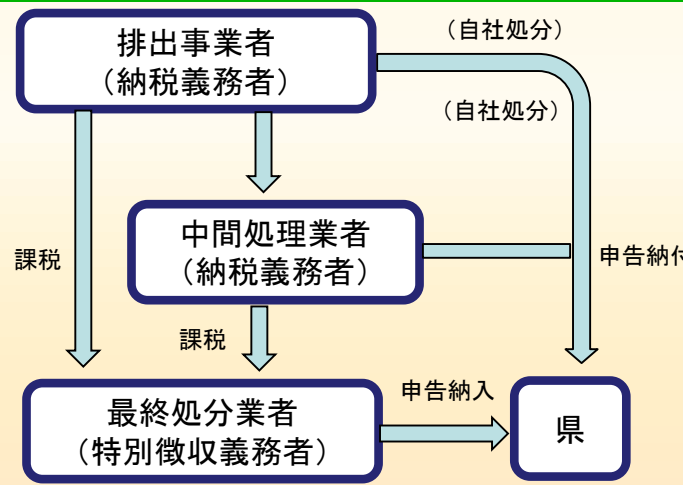 排出事業者
（納税義務者）
（自社処分）
（自社処分）
中間処理業者
（納税義務者）
課税
申告納付
課税
最終処分業者
（特別徴収義務者）
申告納入
県